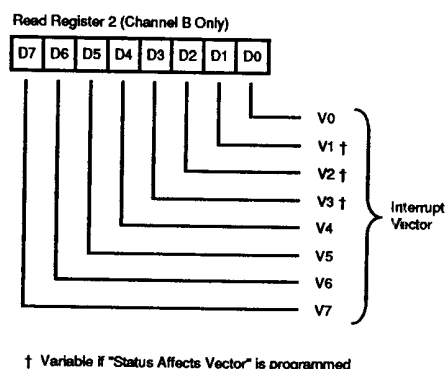 Read Register 2 (Channel B Only)
D7 D6 D5 D4 D3 D2 D1 D0
V0
V1 †
V2 †
V3 †
V4
V5
V6
V7
Interrupt
Vector
† Variable if "Status Affects Vector" is programmed